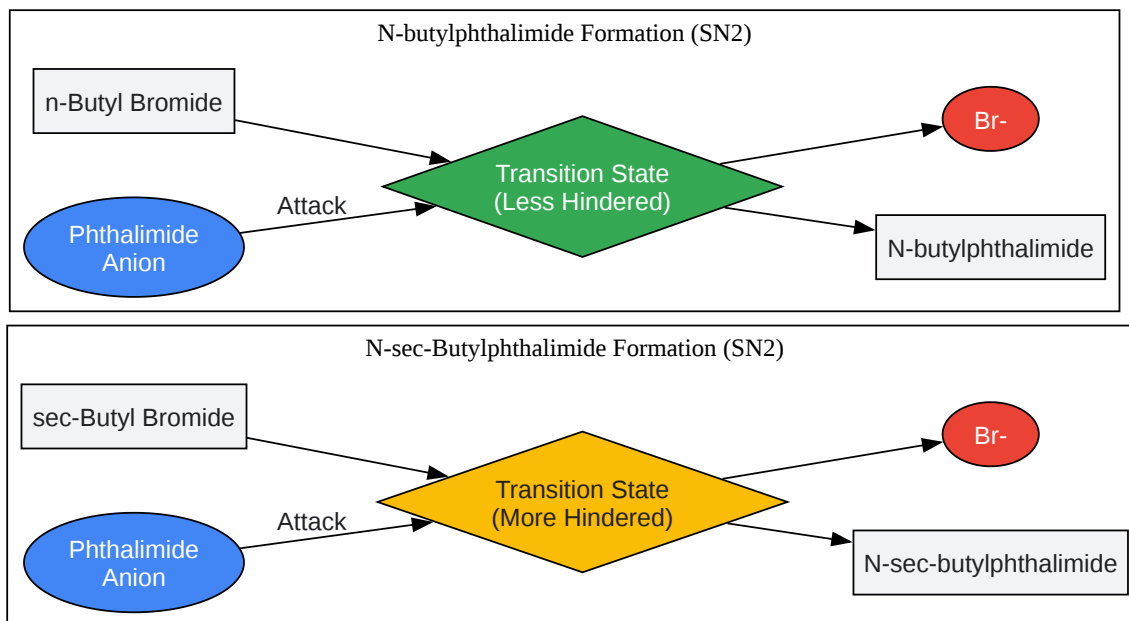 N-butylphthalimide Formation (SN2)
n-Butyl Bromide
Br-
Transition State
(Less Hindered)
Attack
Phthalimide
Anion
N-butylphthalimide
N-sec-Butylphthalimide Formation (SN2)
sec-Butyl Bromide
Br-
Transition State
(More Hindered)
Attack
Phthalimide
Anion
N-sec-butylphthalimide